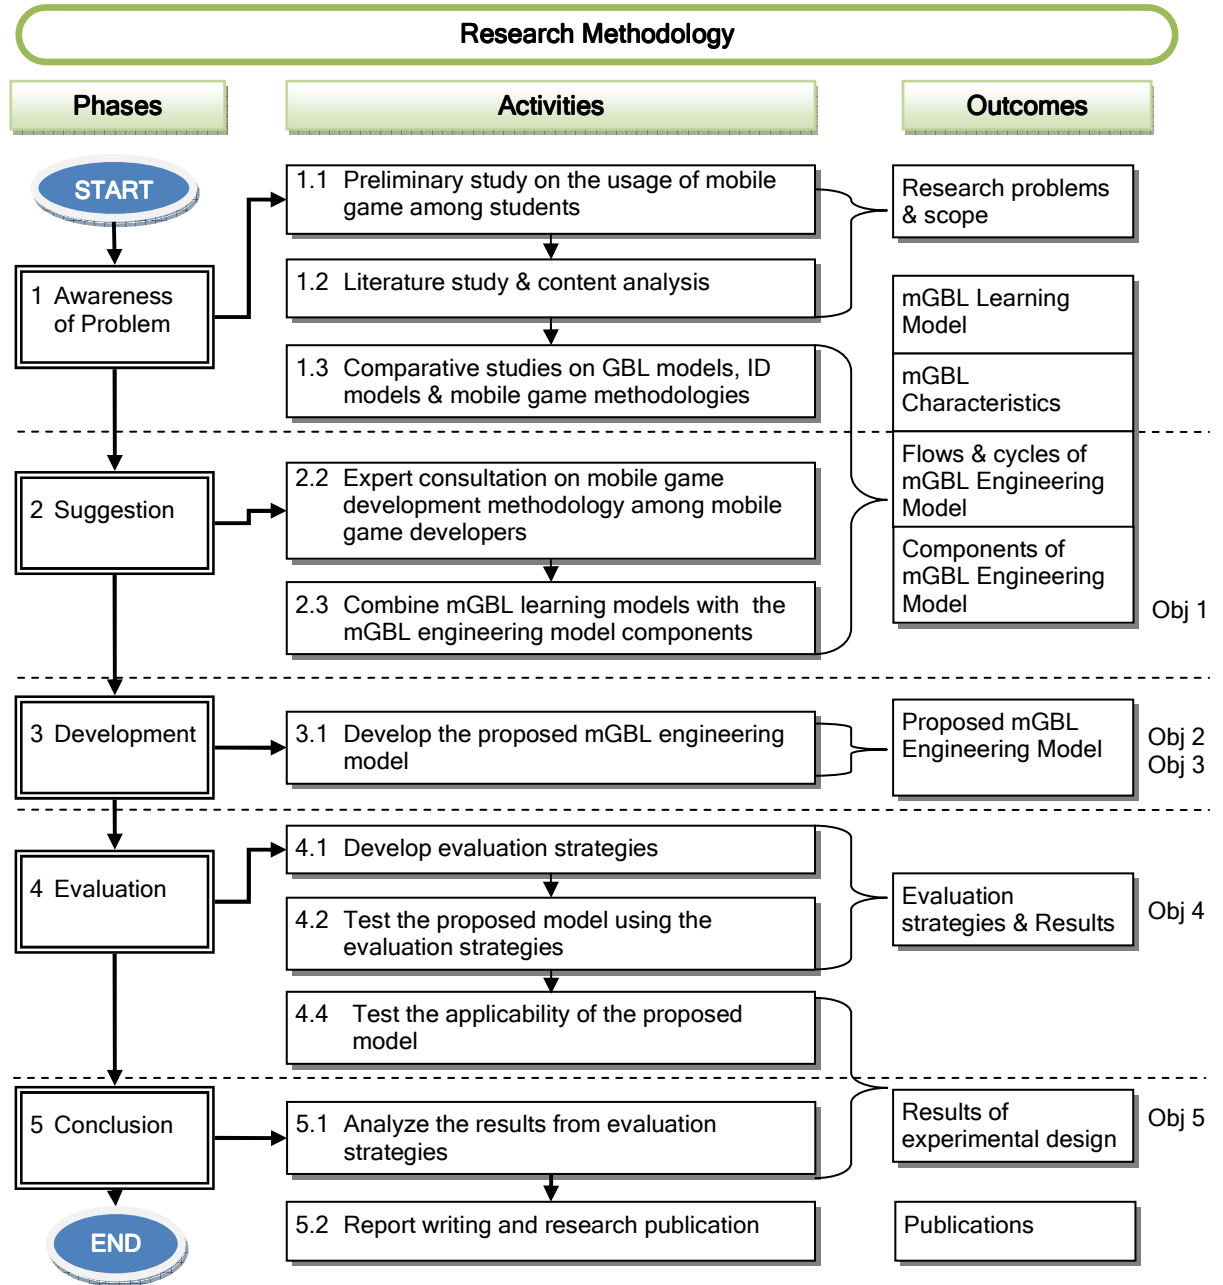 Research Methodology
Phases
Activities
Outcomes
START
1.1 Preliminary study on the usage of mobile
game among students
Research problems
& scope
1 Awareness
of Problem
1.2 Literature study & content analysis
mGBL Learning
Model
1.3 Comparative studies on GBL models, ID
models & mobile game methodologies
mGBL
Characteristics
2 Suggestion
2.2 Expert consultation on mobile game
development methodology among mobile
game developers
Flows & cycles of
mGBL Engineering
Model
2.3 Combine mGBL learning models with the
mGBL engineering model components
Components of
mGBL Engineering
Model
Obj 1
3 Development
3.1 Develop the proposed mGBL engineering
model
Proposed mGBL
Engineering Model
Obj 2
Obj 3
4 Evaluation
4.1 Develop evaluation strategies
4.2 Test the proposed model using the
evaluation strategies
Evaluation
strategies & Results
Obj 4
4.4 Test the applicability of the proposed
model
5 Conclusion
5.1 Analyze the results from evaluation
strategies
Results of
experimental design
Obj 5
END
5.2 Report writing and research publication
Publications